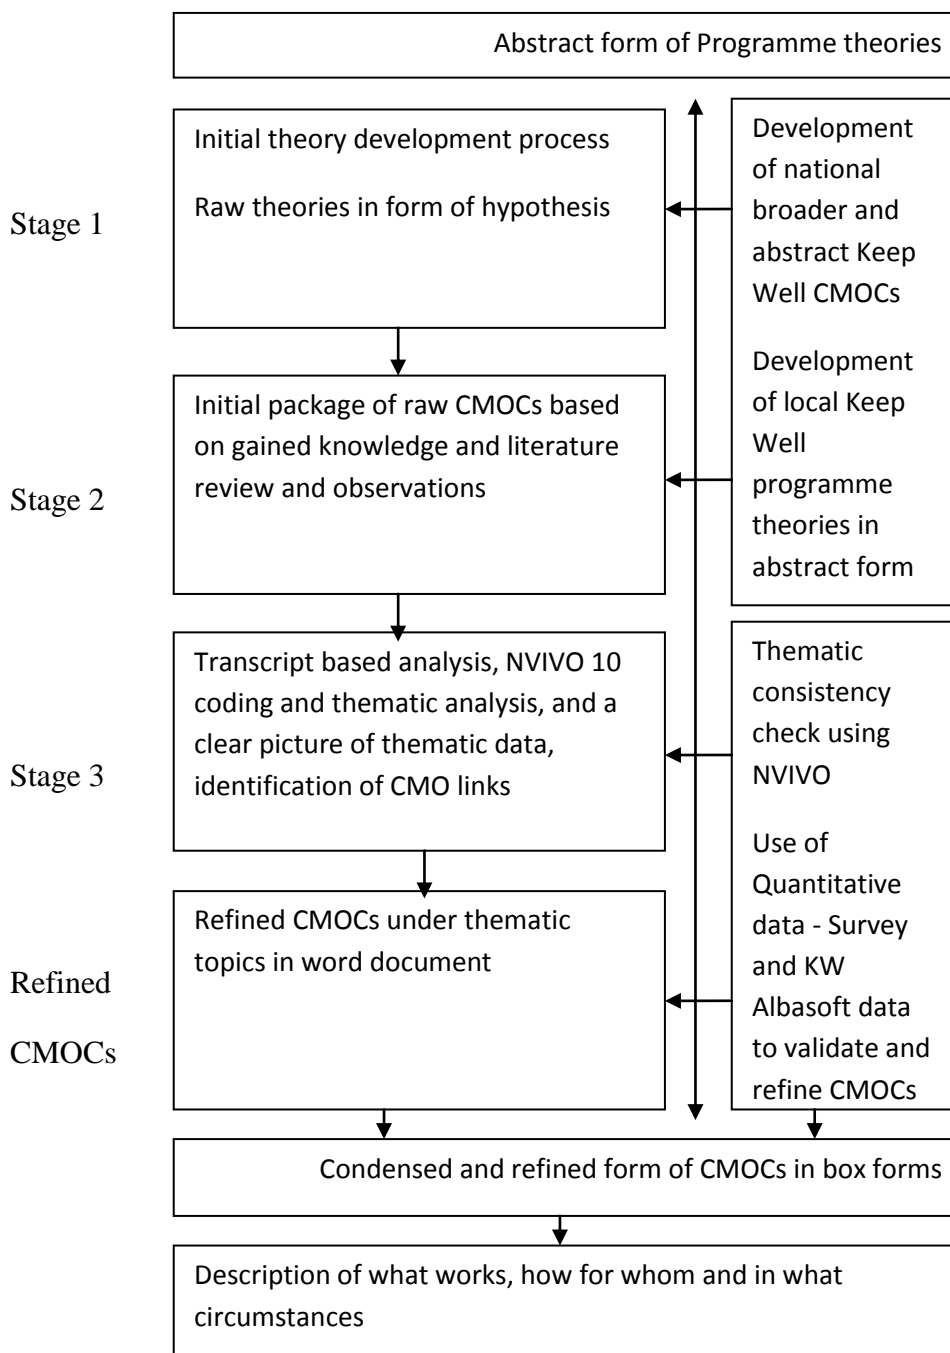 Abstract form of Programme theories
Stage 1
Initial theory development process
Raw theories in form of hypothesis
Development
of national
broader and
abstract Keep
Well CMOCs
Development
of local Keep
Well
programme
theories in
abstract form
Stage 2
Initial package of raw CMOCs based
on gained knowledge and literature
review and observations
Stage 3
Transcript based analysis, NVIVO 10
coding and thematic analysis, and a
clear picture of thematic data,
identification of CMO links
Thematic
consistency
check using
NVIVO
Use of
Quantitative
data - Survey
and KW
Albasoft data
to validate and
refine CMOCs
Refined
CMOCs
Refined CMOCs under thematic
topics in word document
Condensed and refined form of CMOCs in box forms
Description of what works, how for whom and in what
circumstances